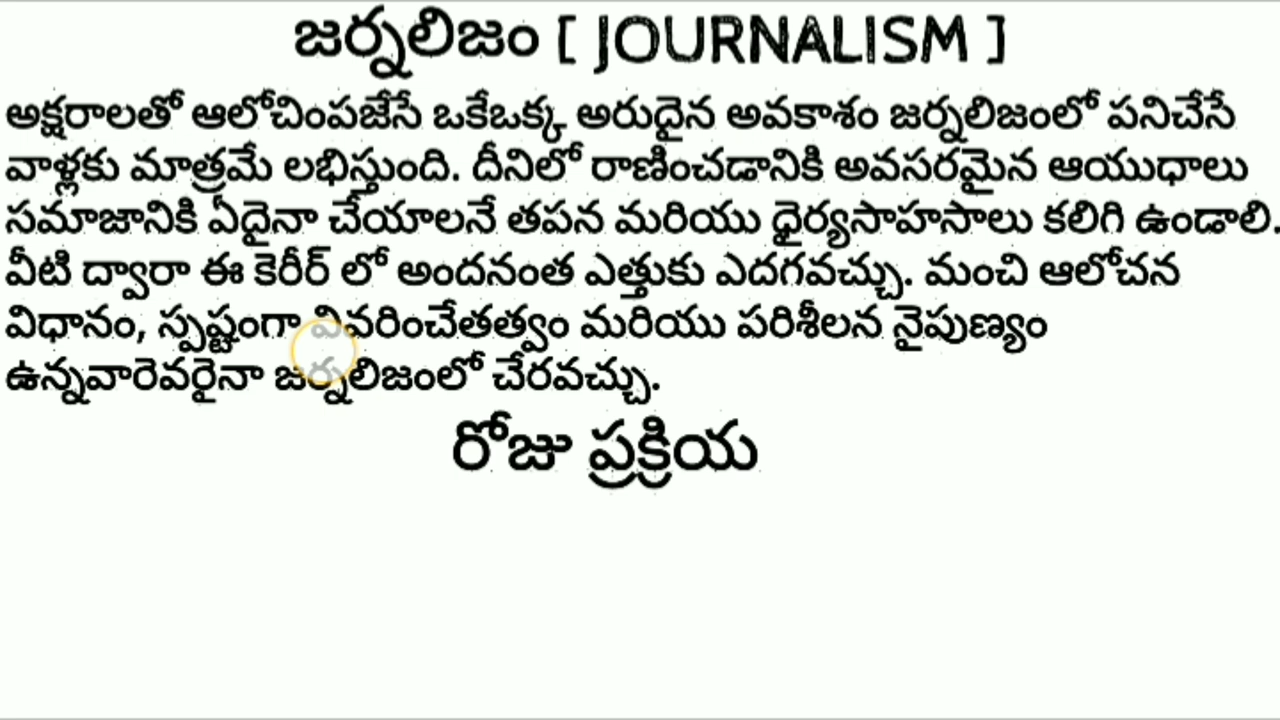 జర్నలిజం [ JOURNALISM ]
అక్షరాలతో ఆలోచింపజేసే ఒకేఒక్క అరుదైన అవకాశం జర్నలిజంలో పనిచేసే
వాళ్లకు మాత్రమే లభిస్తుంది. దీనిలో రాణించడానికి అవసరమైన ఆయుధాలు
సమాజానికి ఏదైనా చేయాలనే తపన మరియు ధైర్యసాహసాలు కలిగి ఉండాలి.
వీటి ద్వారా ఈ కెరీర్ లో అందనంత ఎత్తుకు ఎదగవచ్చు. మంచి ఆలోచన
విధానం, స్పష్టంగా వివరించేతత్వం మరియు పరిశీలన నైపుణ్యం
ఉన్నవారెవరైనా జర్నలిజంలో చేరవచ్చు.
రోజు ప్రక్రియ